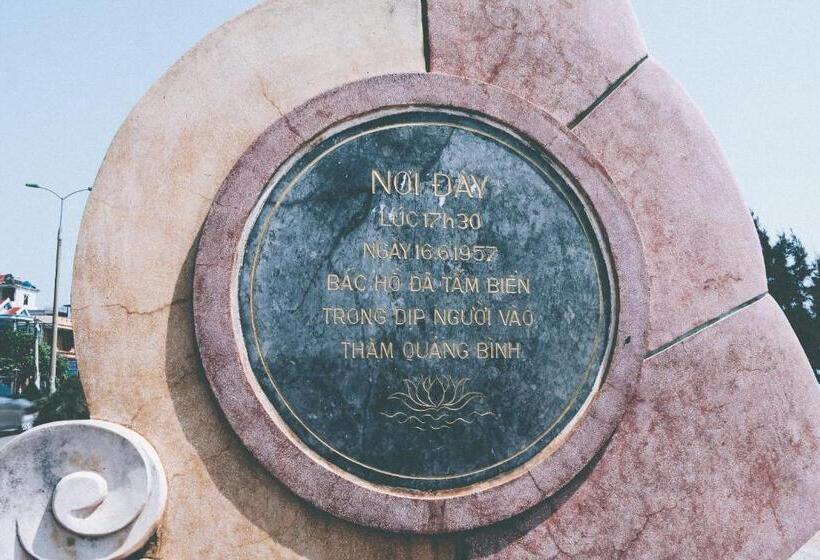 NƠI ĐÂY
LÚC 17h30
NGÀY 16.6.1957
BÁC HỒ ĐÃ TẮM BIỂN
TRONG DỊP NGƯỜI VÀO
THĂM QUẢNG BÌNH